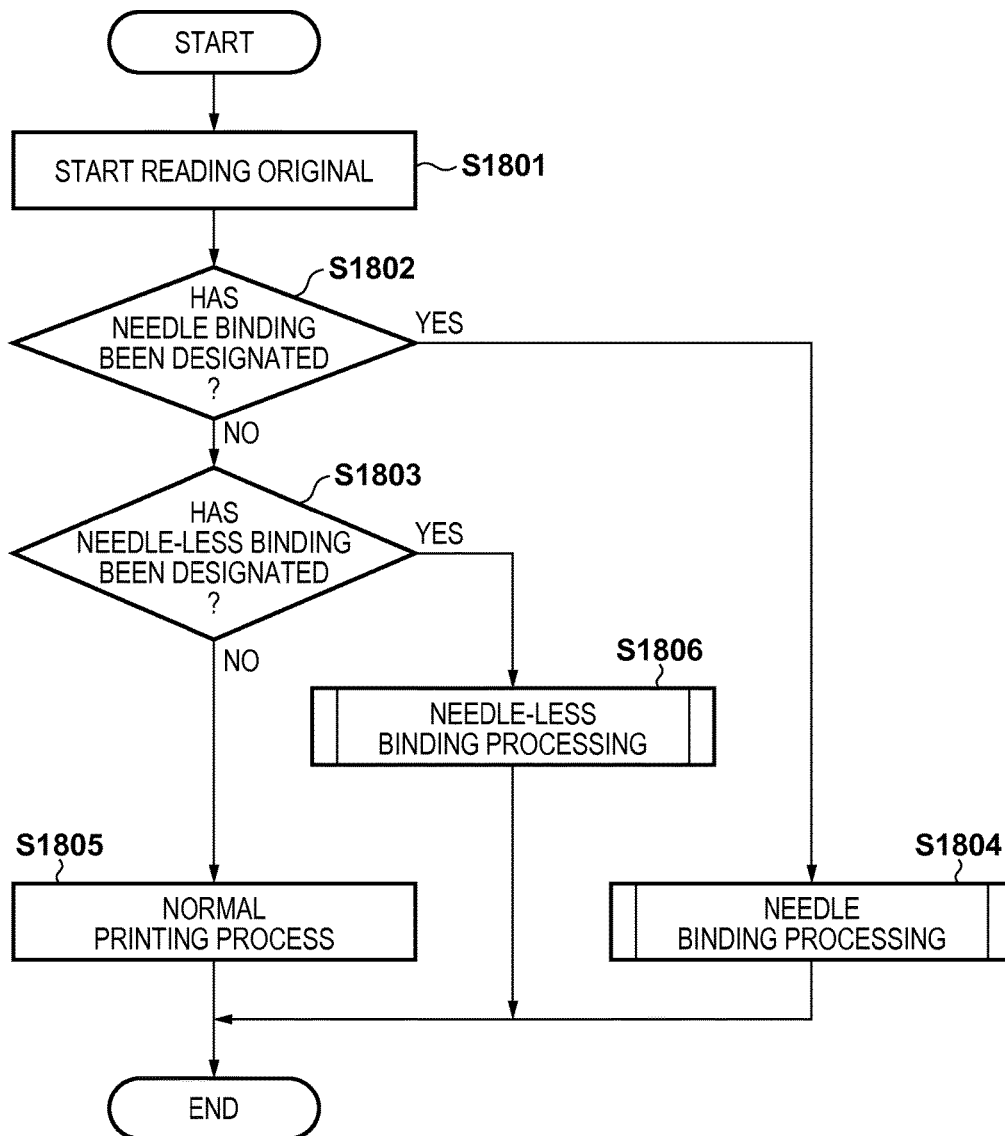 START
START READING ORIGINAL
S1801
S1802
HAS
NEEDLE BINDING
BEEN DESIGNATED
?
YES
NO
S1803
HAS
NEEDLE-LESS BINDING
BEEN DESIGNATED
?
YES
NO
S1806
NEEDLE-LESS
BINDING PROCESSING
S1805
NORMAL
PRINTING PROCESS
S1804
NEEDLE
BINDING PROCESSING
END